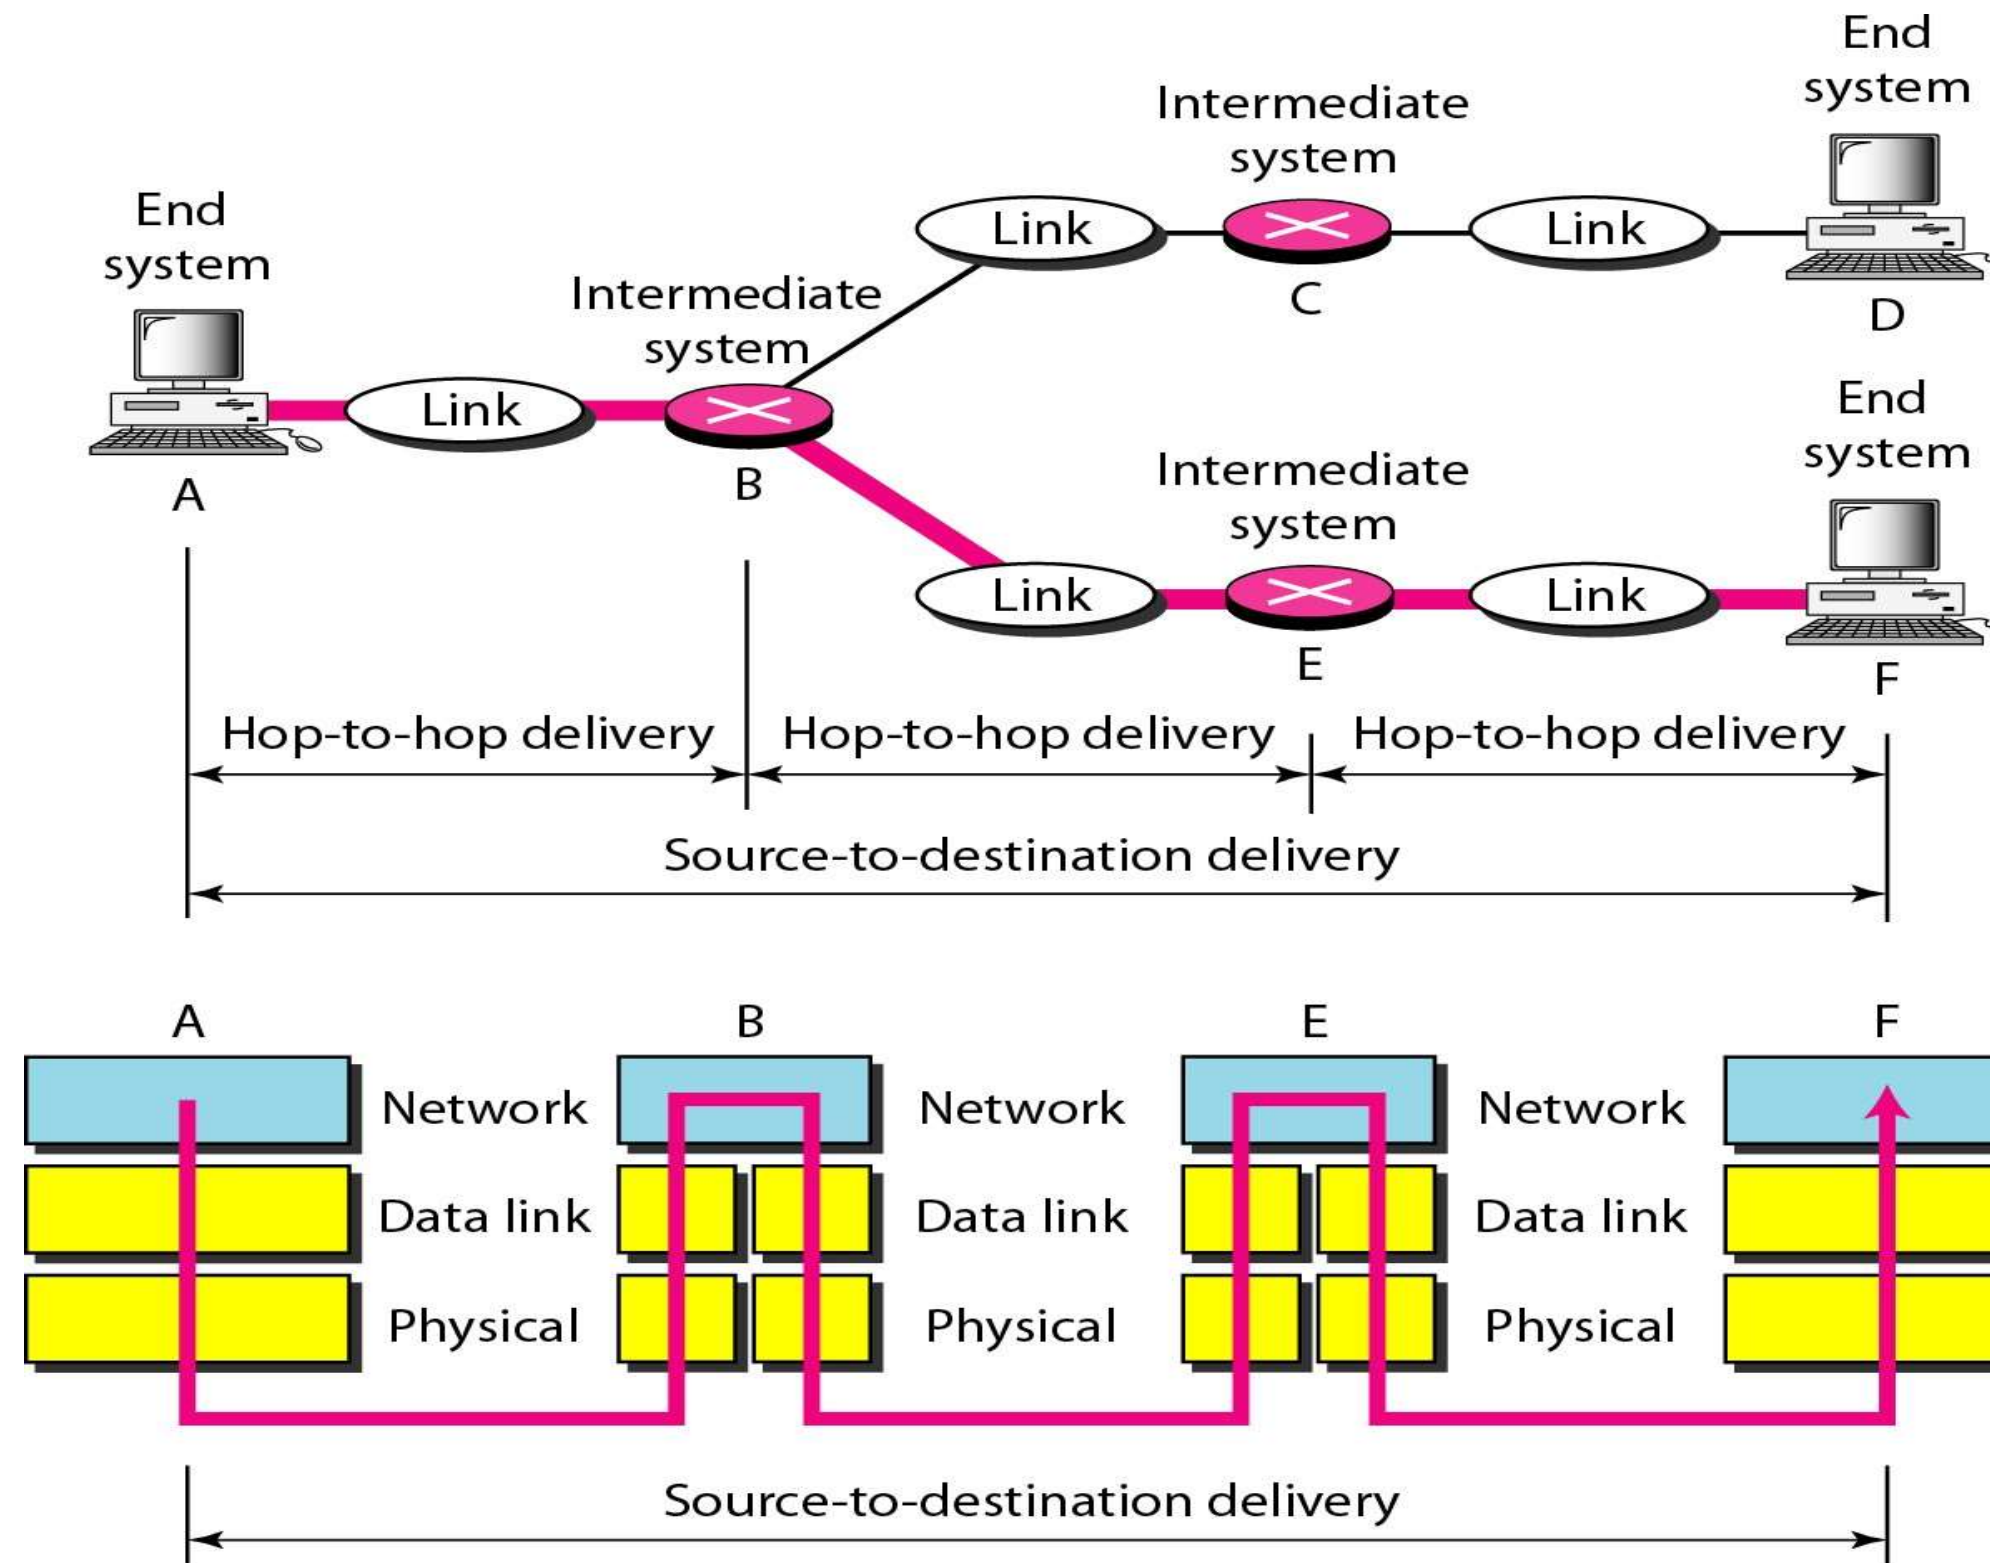 End
system
Intermediate
system
Link
C
Link
D
End
system
Intermediate
system
A
Link
B
End
system
Intermediate
system
Link
E
Link
F
Hop-to-hop delivery
Hop-to-hop delivery
Hop-to-hop delivery
Source-to-destination delivery
A
B
E
F
Network
Network
Network
Data link
Data link
Data link
Physical
Physical
Physical
Source-to-destination delivery